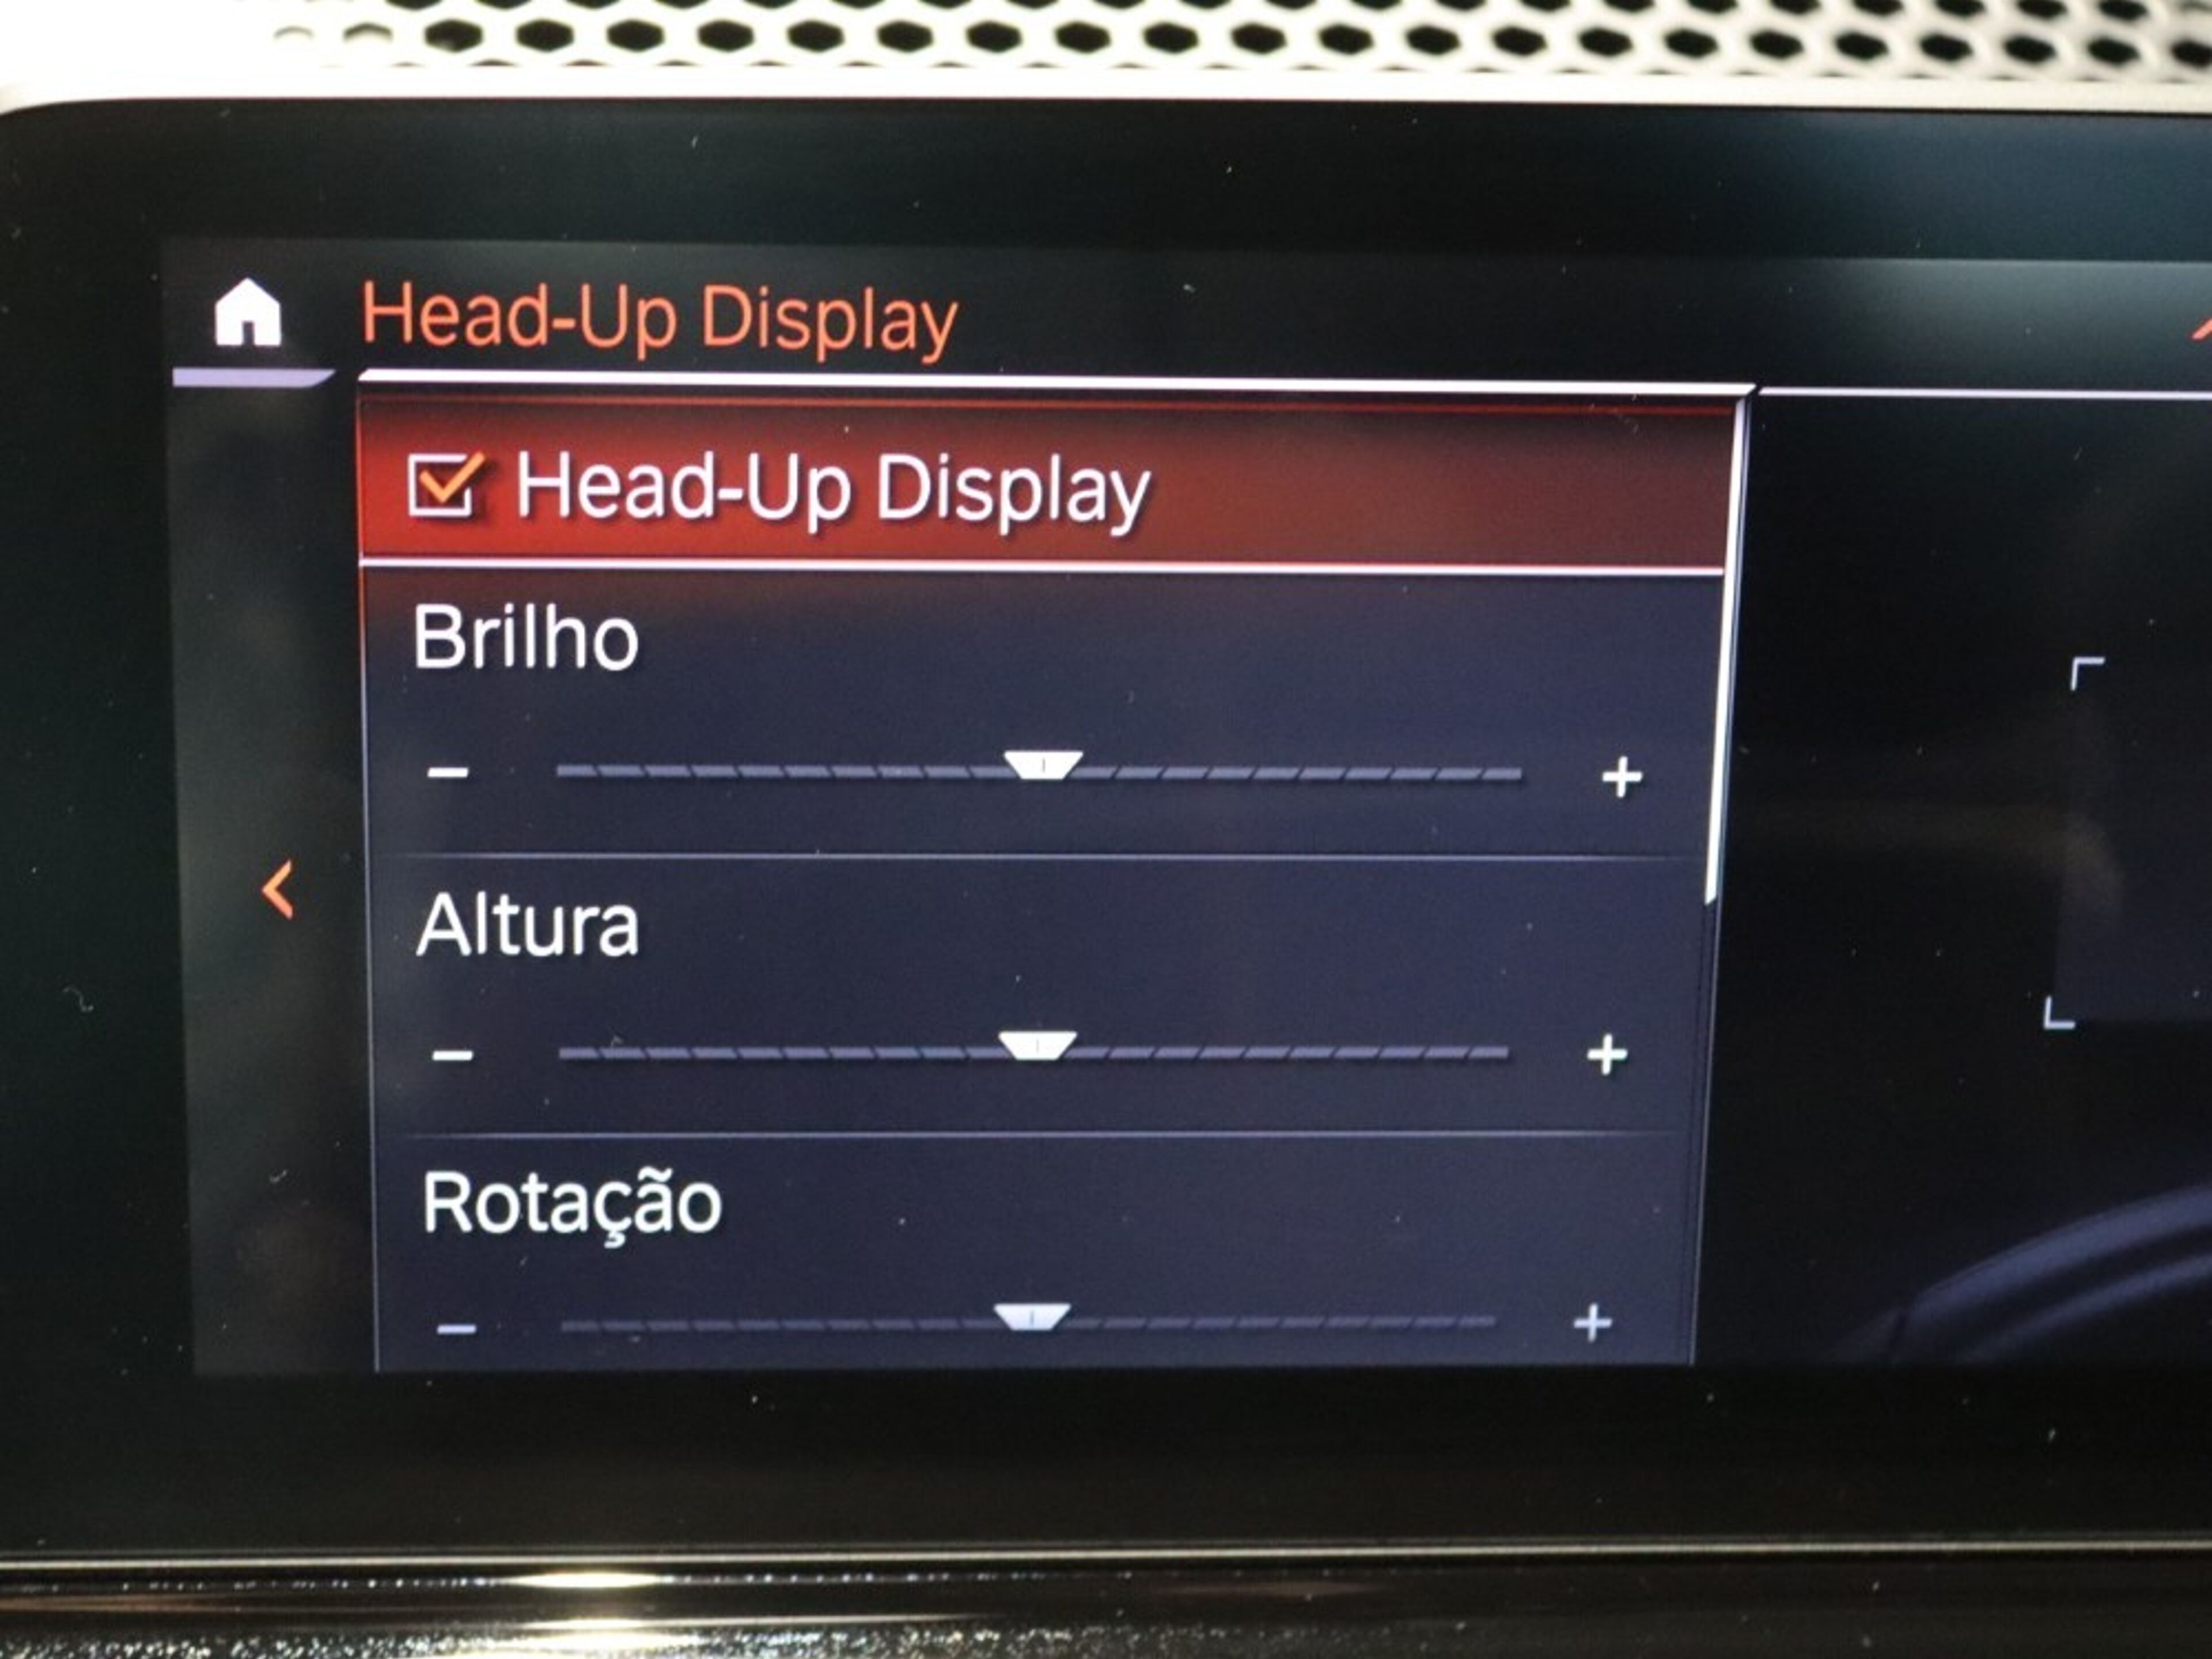 Head-Up Display
Head-Up Display
Brilho
- +
Altura
- +
Rotação
- +